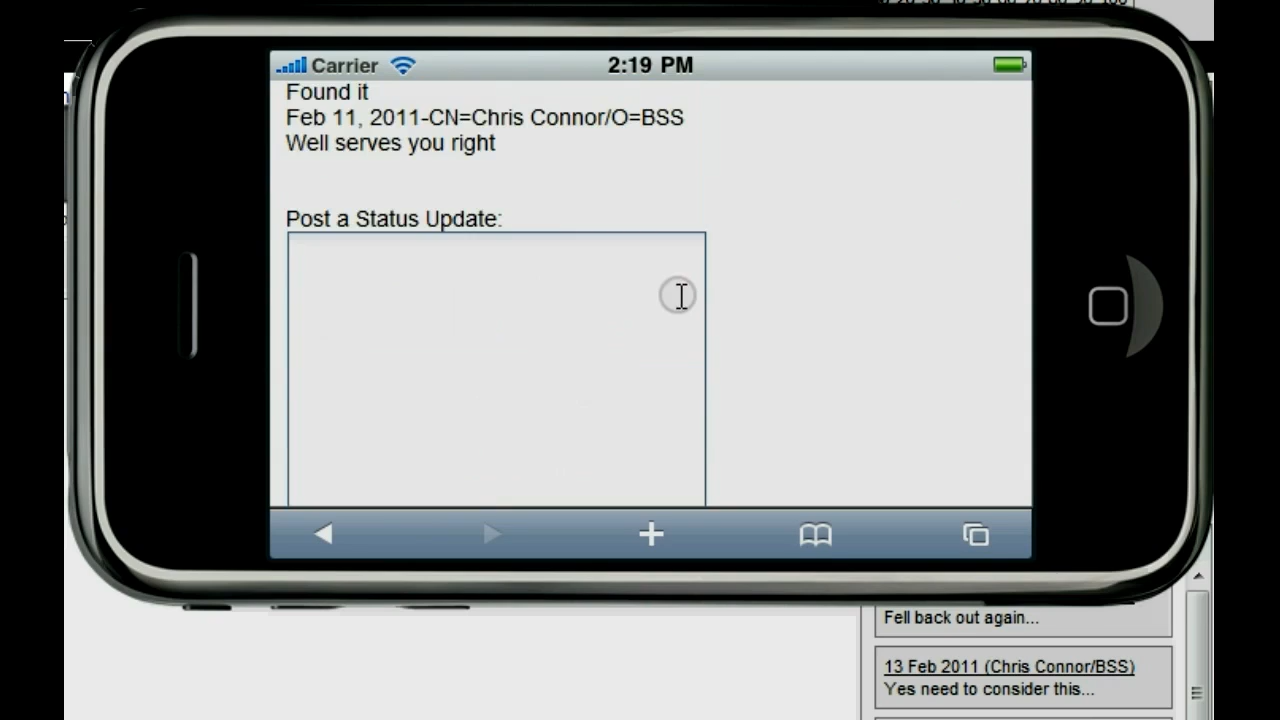 Carrier
2:19 PM
Found it
Feb 11, 2011-CN=Chris Connor/O=BSS
Well serves you right
Post a Status Update:
Fell back out again...
13 Feb 2011 (Chris Connor/BSS)
Yes need to consider this...